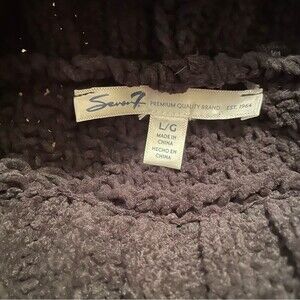 Seven7 PREMIUM QUALITY BRAND EST. 1964
L/G
MADE IN
CHINA
HECHO EN
CHINA